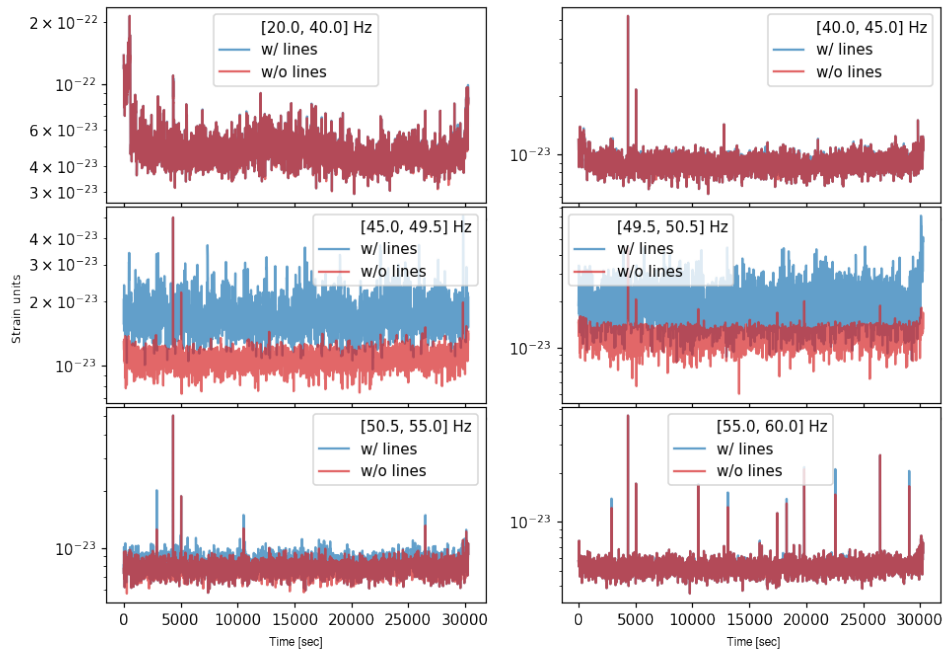 2 × 10⁻²²
10⁻²²
6 × 10⁻²³
4 × 10⁻²³
3 × 10⁻²³
[20.0, 40.0] Hz
w/ lines
w/o lines
10⁻²³
[40.0, 45.0] Hz
w/ lines
w/o lines
Strain units
4 × 10⁻²³
3 × 10⁻²³
2 × 10⁻²³
10⁻²³
[45.0, 49.5] Hz
w/ lines
w/o lines
10⁻²³
[49.5, 50.5] Hz
w/ lines
w/o lines
10⁻²³
[50.5, 55.0] Hz
w/ lines
w/o lines
0 5000 10000 15000 20000 25000 30000
Time [sec]
10⁻²³
[55.0, 60.0] Hz
w/ lines
w/o lines
0 5000 10000 15000 20000 25000 30000
Time [sec]